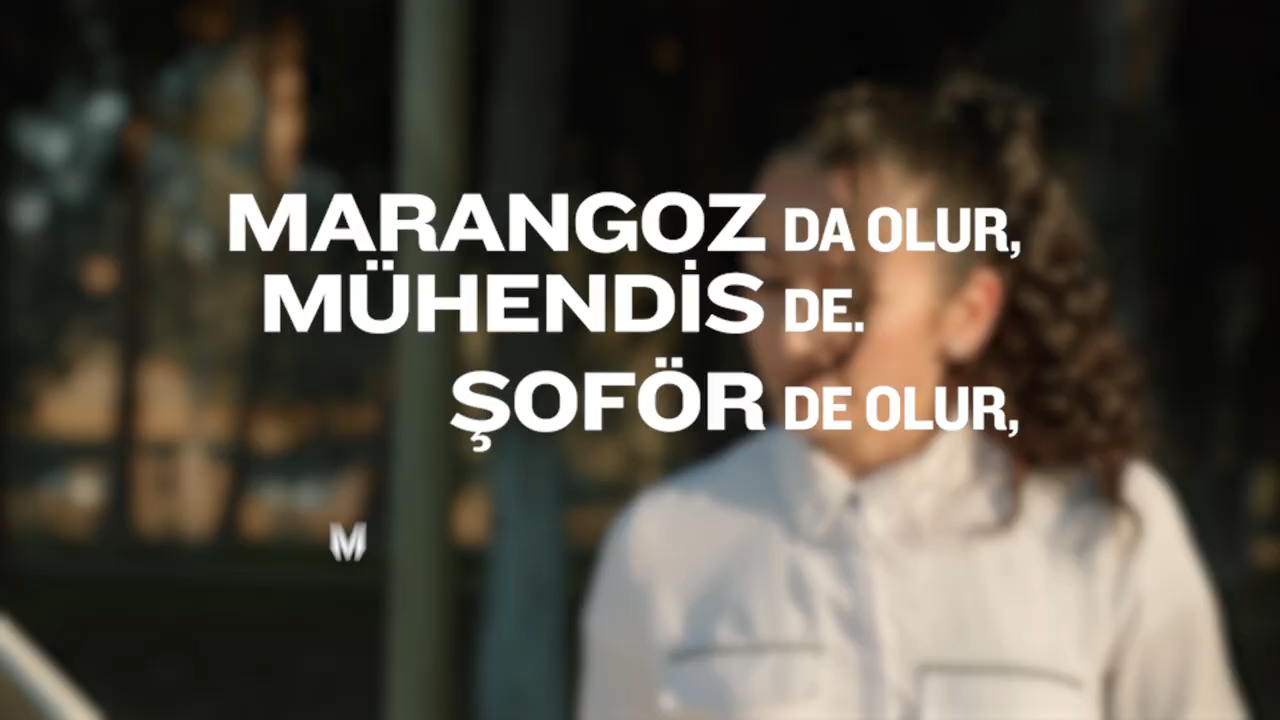 MARANGOZ DA OLUR,
MÜHENDİS DE.
ŞOFÖR DE OLUR,
M